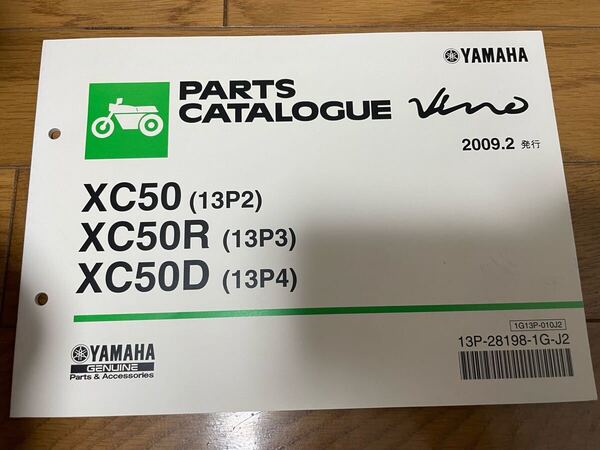 YAMAHA
PARTS
CATALOGUE Vino
2009.2 発行
XC50 (13P2)
XC50R (13P3)
XC50D (13P4)
1G13P-010J2
13P-28198-1G-J2
YAMAHA
GENUINE
Parts & Accessories